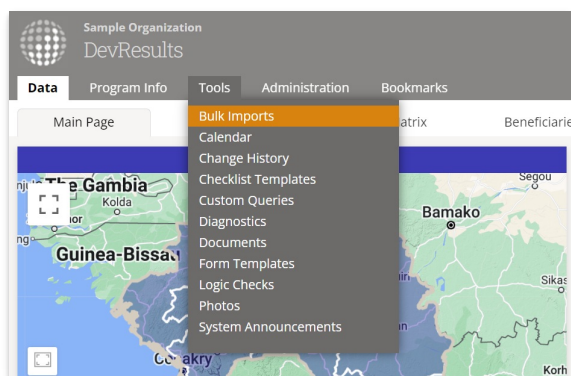 Sample Organization
DevResults
Data Program Info Tools Administration Bookmarks
Main Page atrix Beneficiarie
Bulk Imports
Calendar
Change History
Checklist Templates
Custom Queries
Diagnostics
Documents
Form Templates
Logic Checks
Photos
System Announcements
The Gambia
Kolda
Segou
Bamako
Guinea-Bissau
Sikas
Korh